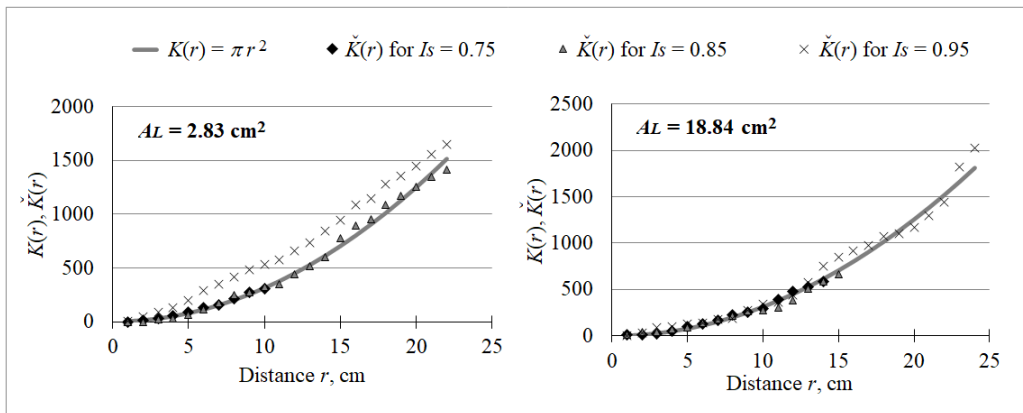 K(r) = π r ² Ǩ(r) for Is = 0.75 Ǩ(r) for Is = 0.85 Ǩ(r) for Is = 0.95
AL = 2.83 cm²
2000
1500
1000
500
0
K(r), Ǩ(r)
0 5 10 15 20 25
Distance r, cm
AL = 18.84 cm²
2500
2000
1500
1000
500
0
K(r), Ǩ(r)
0 5 10 15 20 25
Distance r, cm